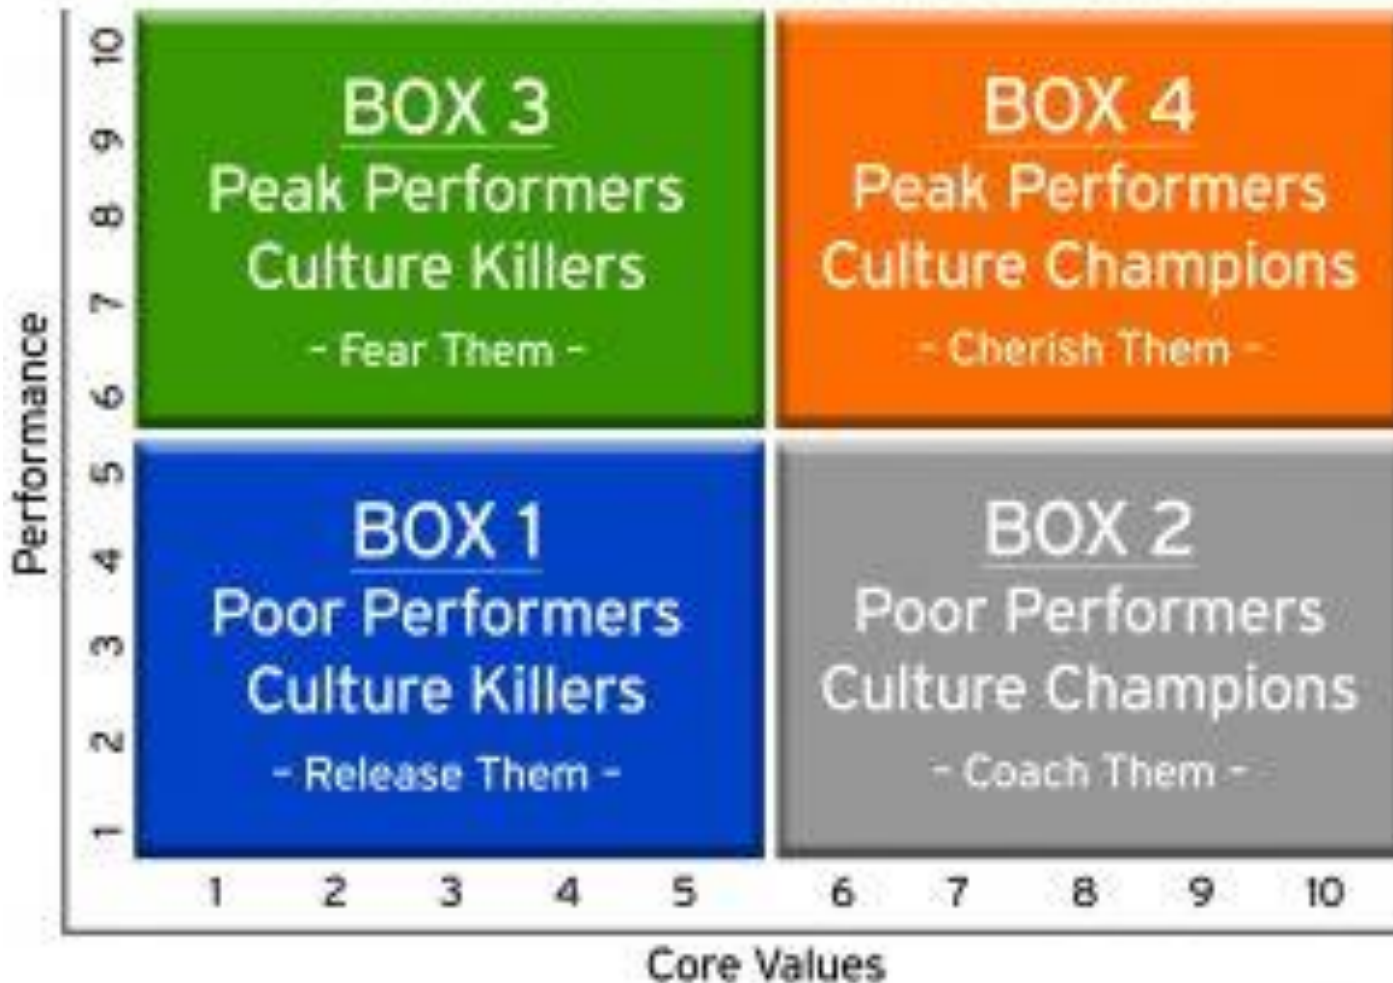 Performance
10
9
8
7
6
5
4
3
2
1
BOX 3
Peak Performers
Culture Killers
- Fear Them -
BOX 4
Peak Performers
Culture Champions
- Cherish Them -
BOX 1
Poor Performers
Culture Killers
- Release Them -
BOX 2
Poor Performers
Culture Champions
- Coach Them -
1 2 3 4 5 6 7 8 9 10
Core Values